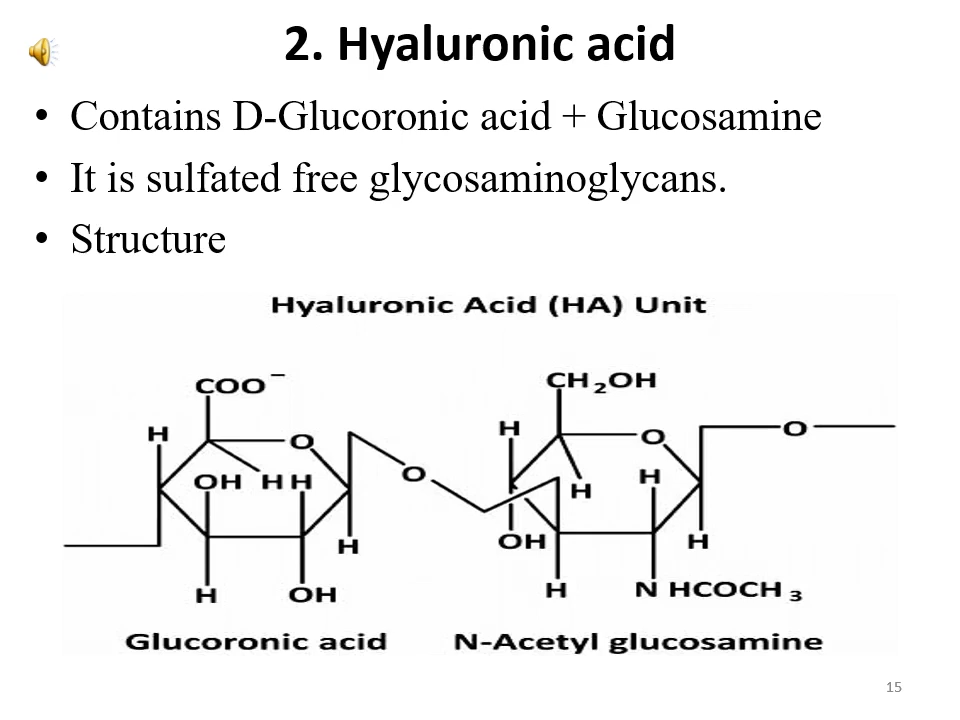 2. Hyaluronic acid
• Contains D-Glucoronic acid + Glucosamine
• It is sulfated free glycosaminoglycans.
• Structure
Hyaluronic Acid (HA) Unit
COO⁻ CH₂OH
H O H O O
OH H H O H H
H OH H
H OH H N HCOCH₃
Glucoronic acid N-Acetyl glucosamine
15